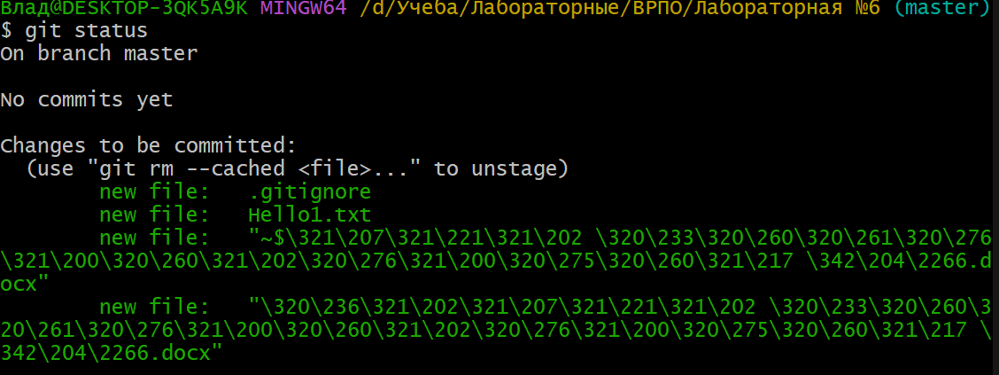 Влад@DESKTOP-3QK5A9K MINGW64 /d/Учеба/Лабораторные/ВРПО/Лабораторная №6 (master)
$ git status
On branch master
No commits yet
Changes to be committed:
(use "git rm --cached <file>..." to unstage)
new file: .gitignore
new file: Hello1.txt
new file: "~$\321\207\321\221\321\202 \320\233\320\260\320\261\320\276
\321\200\320\260\321\202\320\276\321\200\320\275\320\260\321\217 \342\204\2266.d
ocx"
new file: "\320\236\321\202\321\207\321\221\321\202 \320\233\320\260\3
20\261\320\276\321\200\320\260\321\202\320\276\321\200\320\275\320\260\321\217 \
342\204\2266.docx"